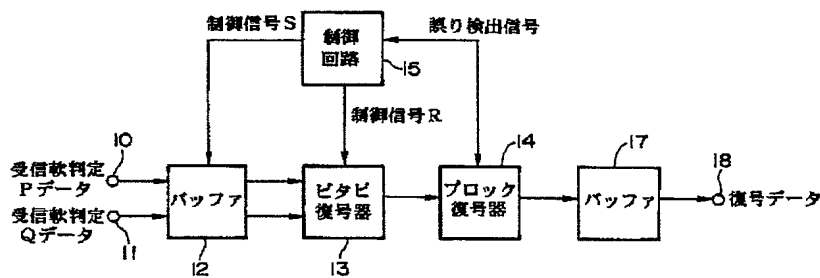 制御信号S
制御
回路
15
誤り検出信号
制御信号R
10
受信軟判定
Pデータ
受信軟判定
Qデータ
11
バッファ
12
ビタビ
復号器
13
14
ブロック
復号器
17
バッファ
18
復号データ